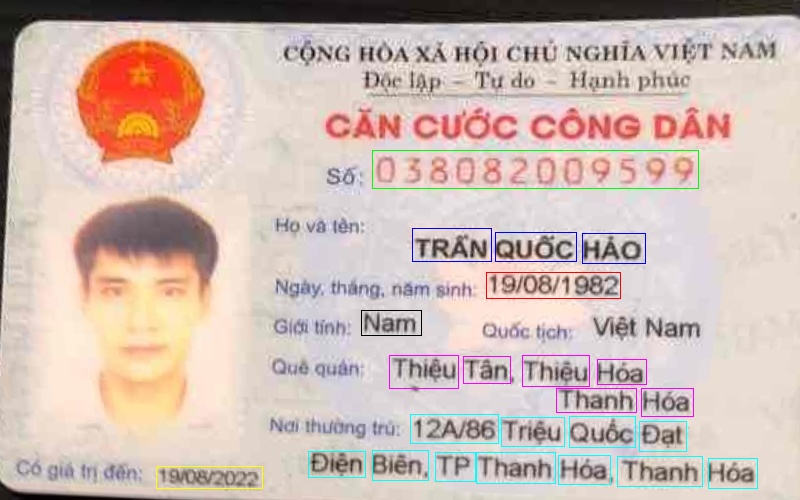 CỘNG HÒA XÃ HỘI CHỦ NGHĨA VIỆT NAM
Độc lập – Tự do – Hạnh phúc
CĂN CƯỚC CÔNG DÂN
Số: 038082009599
Họ và tên:
TRẦN QUỐC HẢO
Ngày, tháng, năm sinh: 19/08/1982
Giới tính: Nam Quốc tịch: Việt Nam
Quê quán: Thiệu Tân, Thiệu Hóa
Thanh Hóa
Nơi thường trú: 12A/86 Triệu Quốc Đạt
Điện Biên, TP Thanh Hóa, Thanh Hóa
Có giá trị đến: 19/08/2022